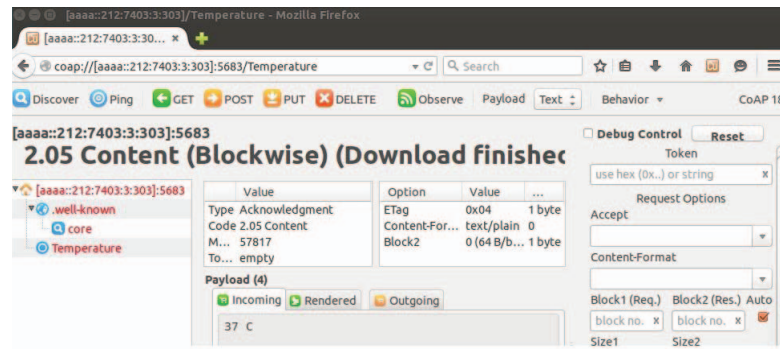 [aaaa::212:7403:3:303]/Temperature - Mozilla Firefox
[aaaa::212:7403:3:30... ×
coap://[aaaa::212:7403:3:303]:5683/Temperature Search
Discover Ping GET POST PUT DELETE Observe Payload Text Behavior CoAP 18
[aaaa::212:7403:3:303]:5683
2.05 Content (Blockwise) (Download finished
[aaaa::212:7403:3:303]:5683
.well-known
core
Temperature
Value
Type Acknowledgment
Code 2.05 Content
M... 57817
To... empty
Option Value ...
ETag 0x04 1 byte
Content-For... text/plain 0
Block2 0 (64 B/b... 1 byte
Payload (4)
Incoming Rendered Outgoing
37 C
Debug Control Reset
Token
use hex (0x..) or string x
Request Options
Accept
Content-Format
Block1 (Req.) Block2 (Res.) Auto
block no. x block no. x
Size1 Size2